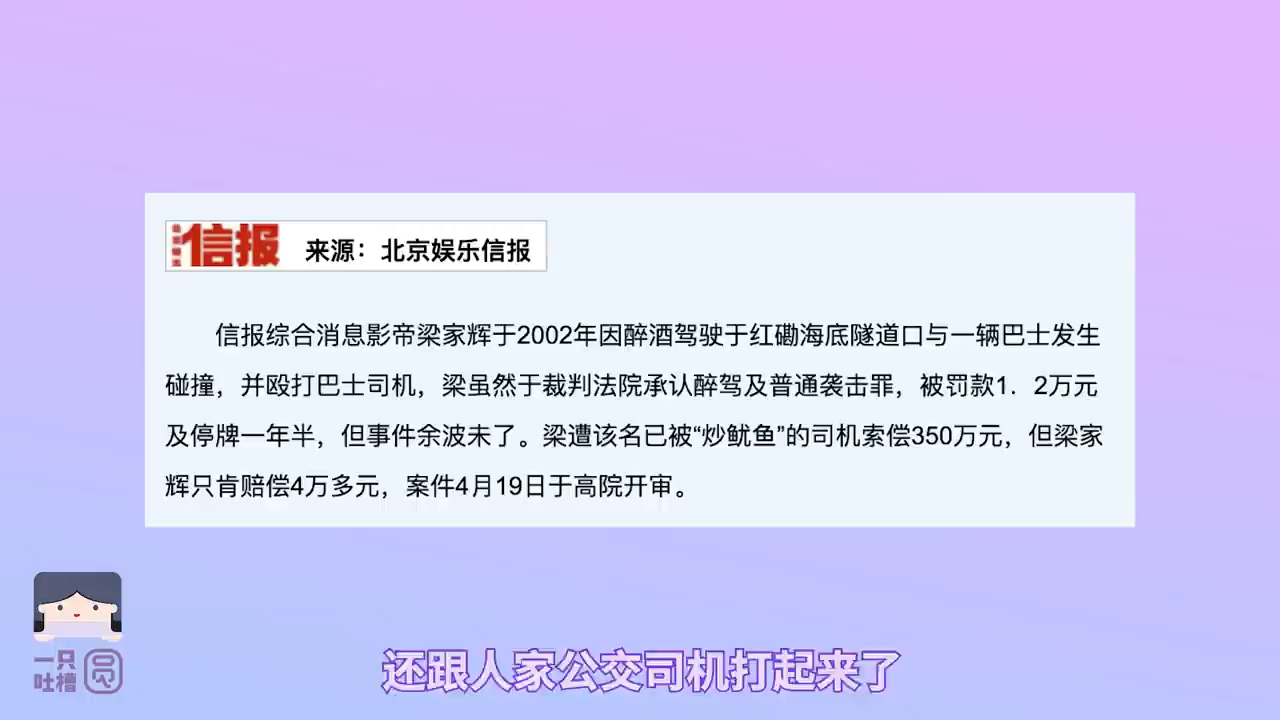 信报
来源：北京娱乐信报
信报综合消息影帝梁家辉于2002年因醉酒驾驶于红磡海底隧道口与一辆巴士发生
碰撞，并殴打巴士司机，梁虽然于裁判法院承认醉驾及普通袭击罪，被罚款1．2万元
及停牌一年半，但事件余波未了。梁遭该名已被“炒鱿鱼”的司机索偿350万元，但梁家
辉只肯赔偿4万多元，案件4月19日于高院开审。
还跟人家公交司机打起来了
一只
吐槽
圆